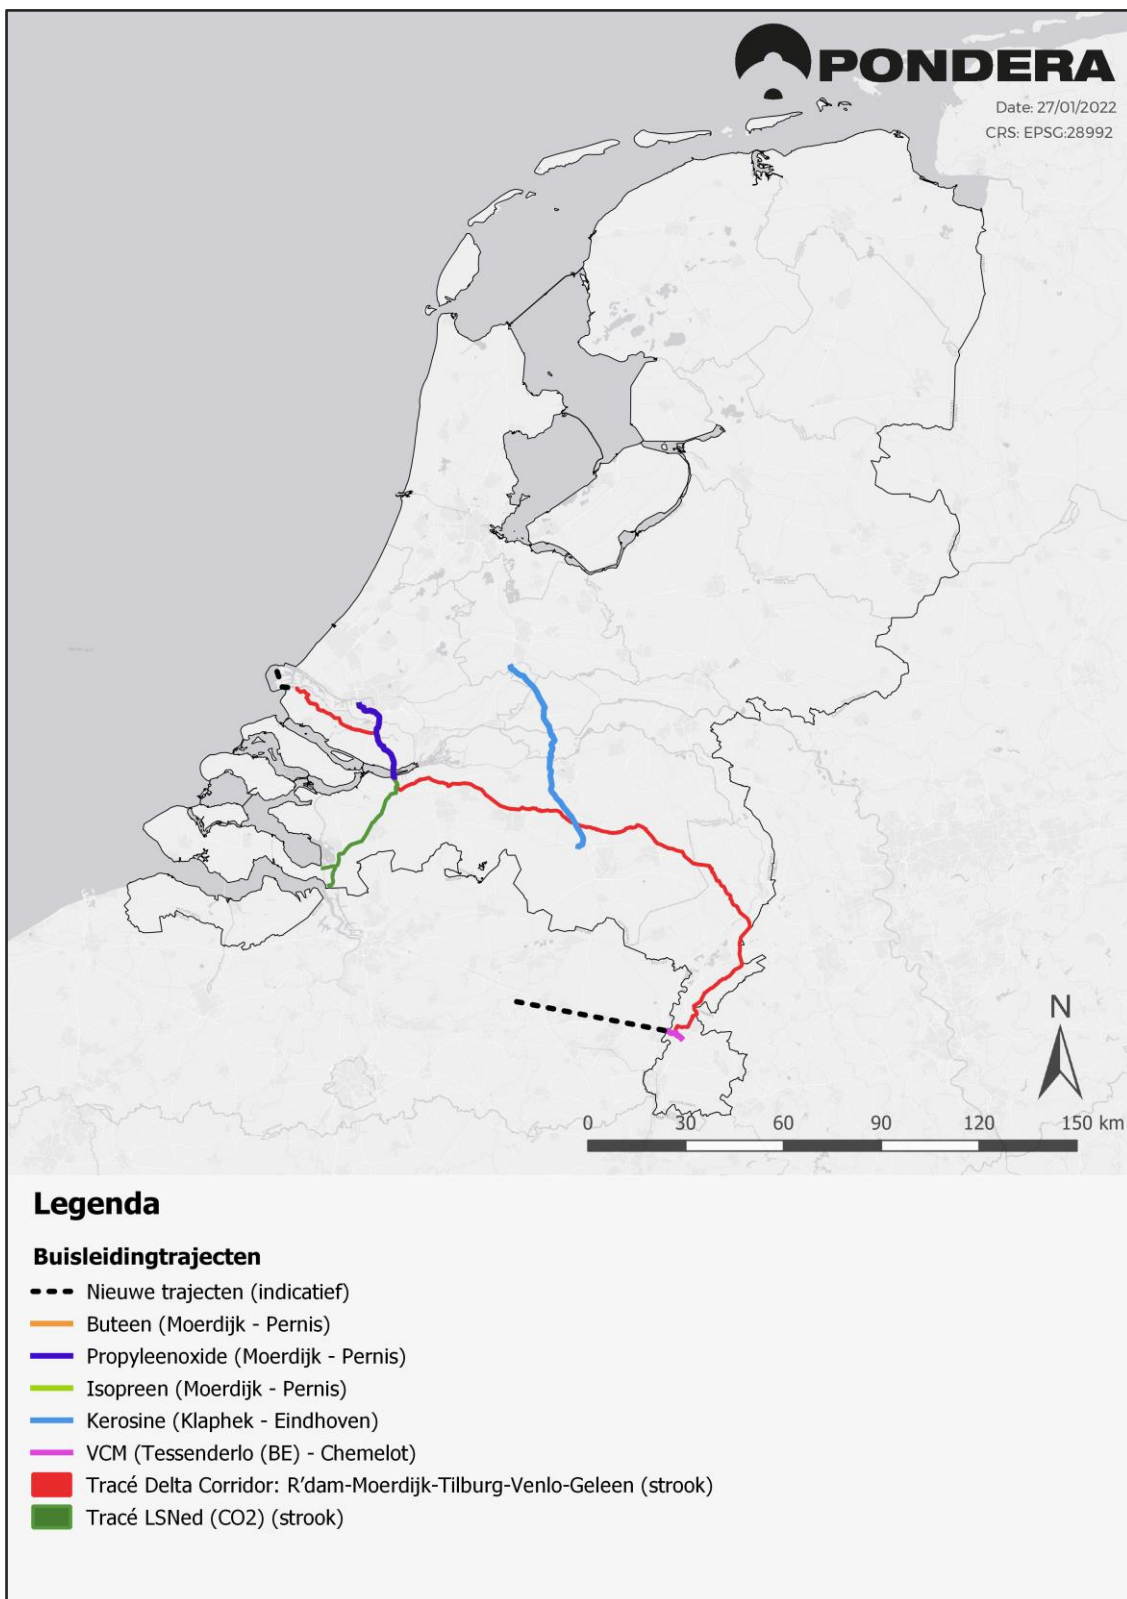 PONDERA
Date: 27/01/2022
CRS: EPSG:28992
N
0 30 60 90 120 150 km
Legenda
Buisleidingtrajecten
Nieuwe trajecten (indicatief)
Buteen (Moerdijk - Pernis)
Propyleenoxide (Moerdijk - Pernis)
Isopreen (Moerdijk - Pernis)
Kerosine (Klaphek - Eindhoven)
VCM (Tessenderlo (BE) - Chemelot)
Tracé Delta Corridor: R'dam-Moerdijk-Tilburg-Venlo-Geleen (strook)
Tracé LSNed (CO2) (strook)